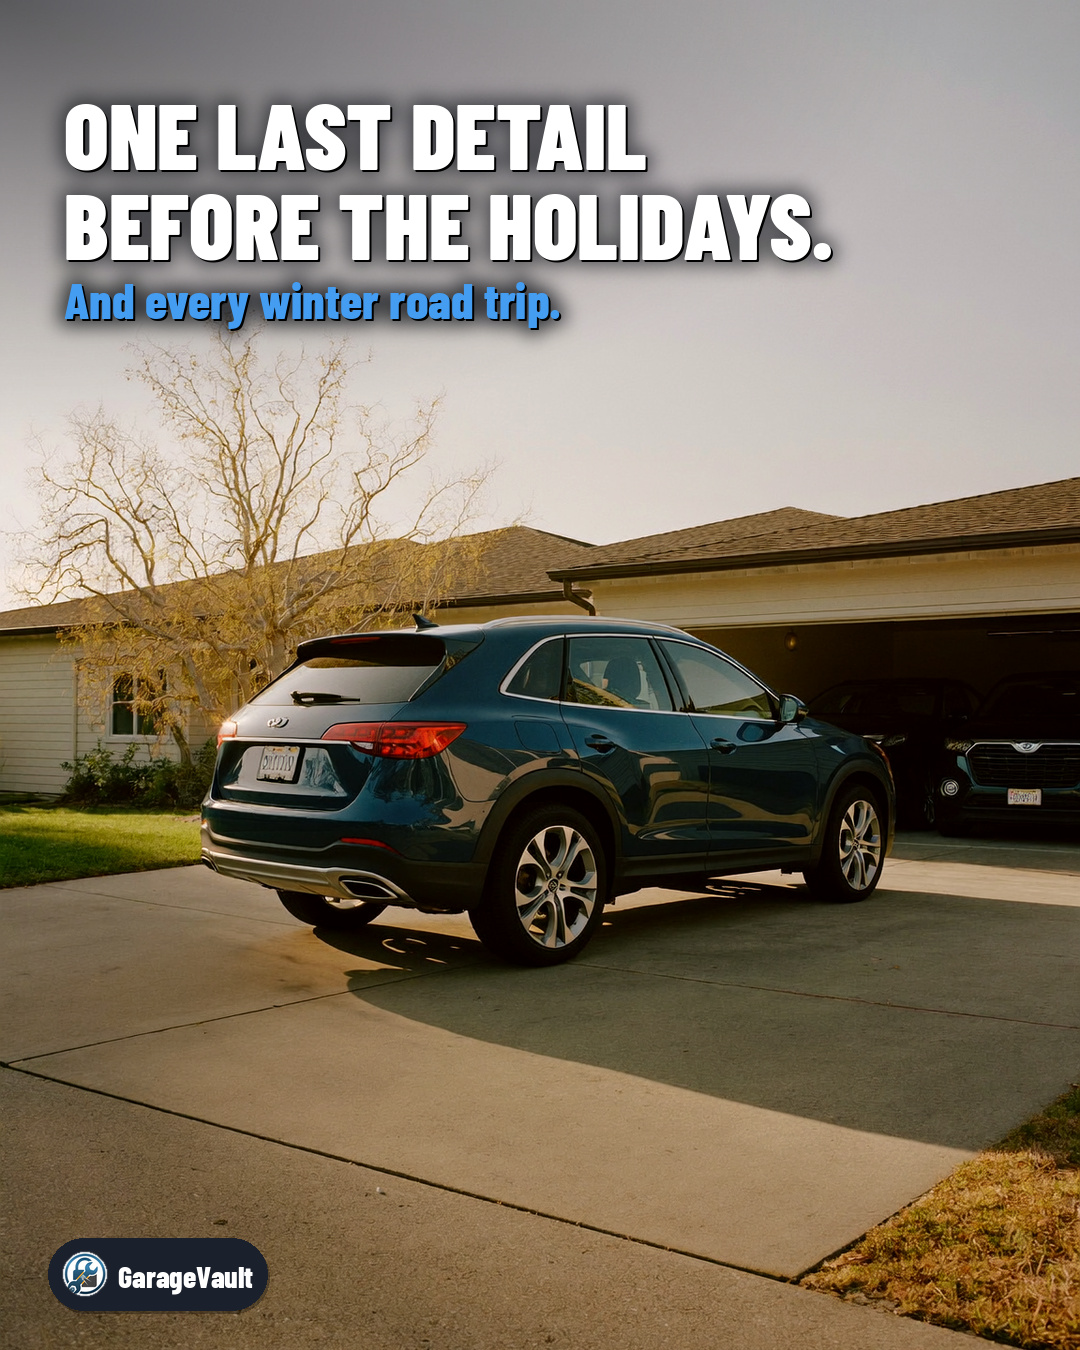 ONE LAST DETAIL
BEFORE THE HOLIDAYS.
And every winter road trip.
GarageVault